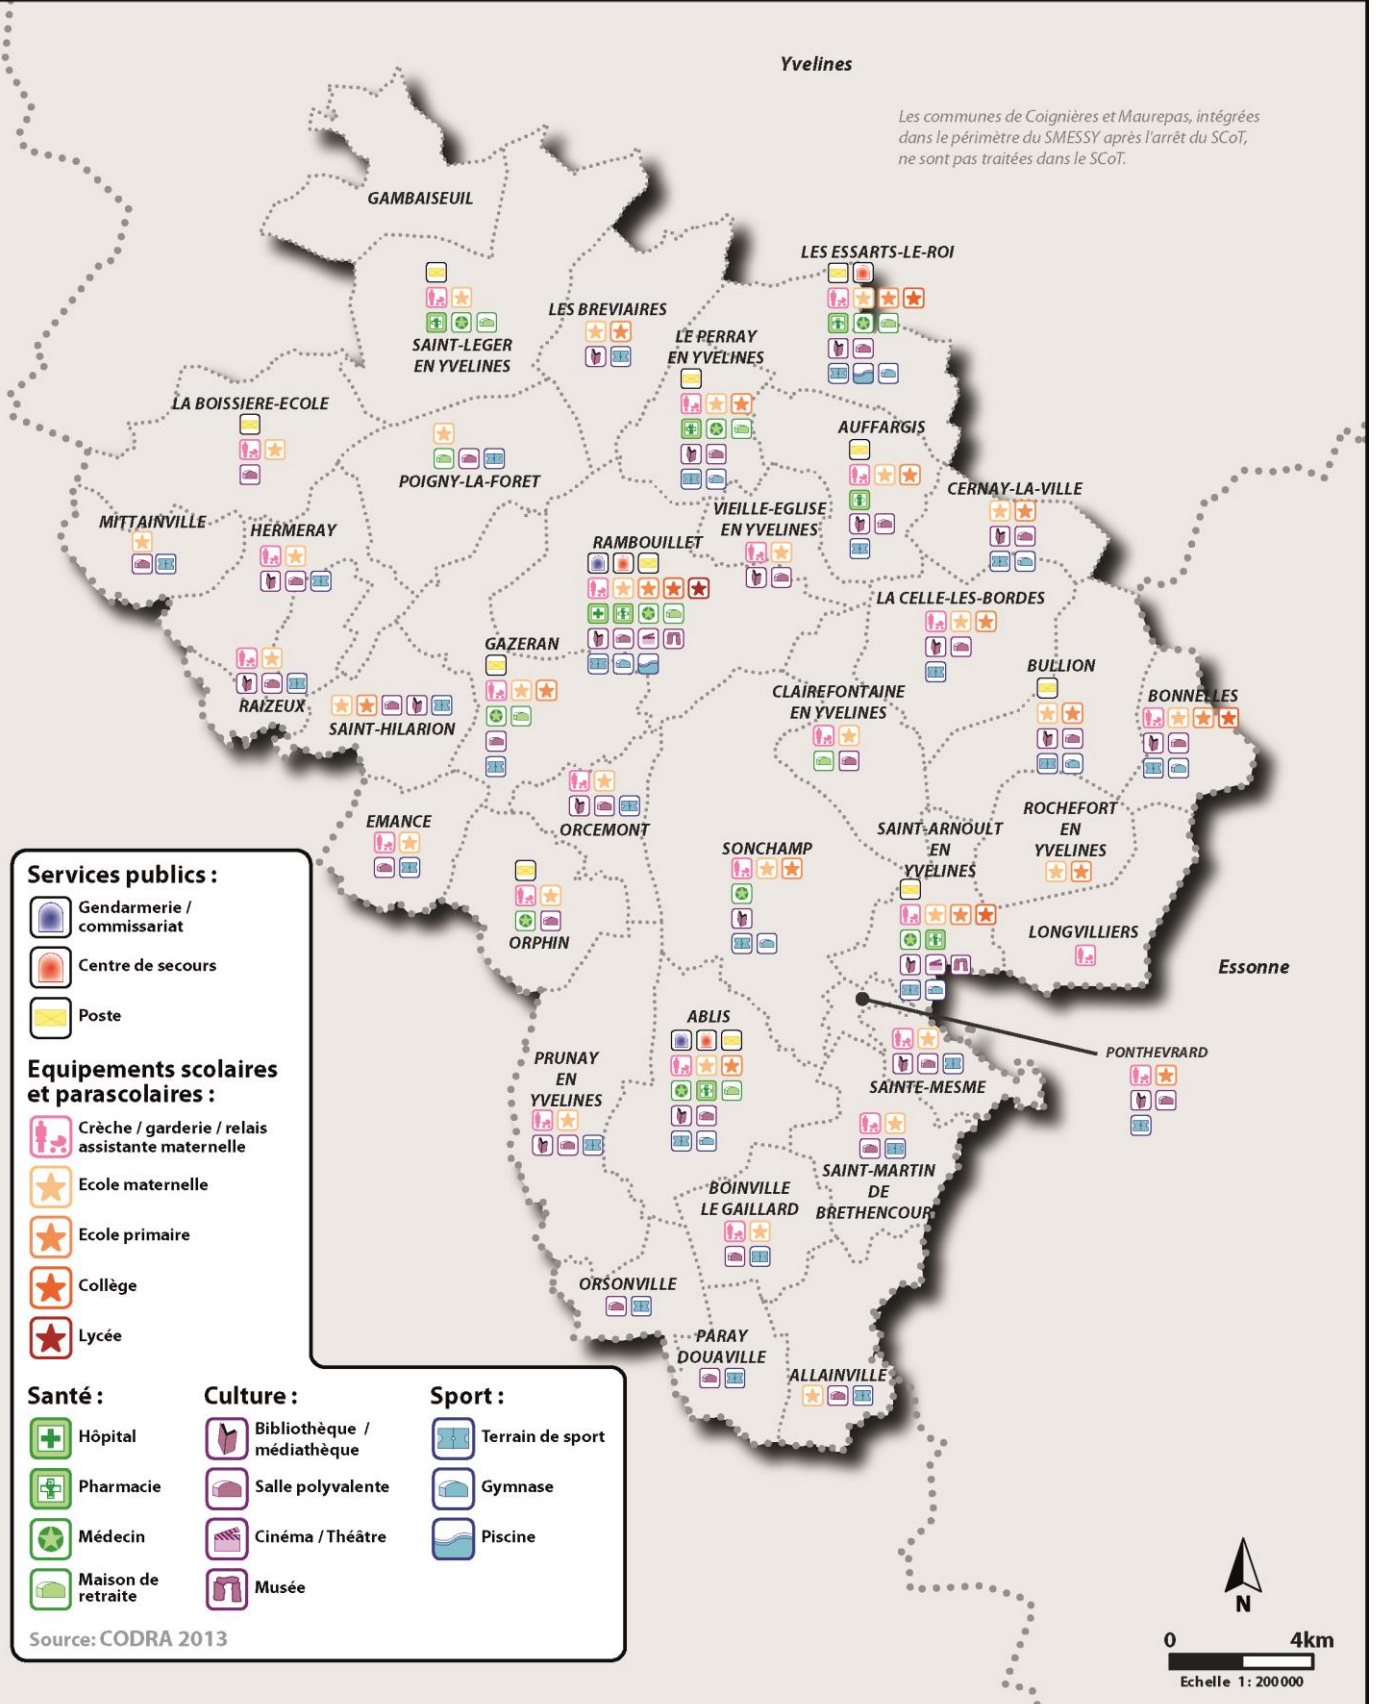 Yvelines
Les communes de Coignières et Maurepas, intégrées
dans le périmètre du SMESSY après l'arrêt du SCoT,
ne sont pas traitées dans le SCoT.
GAMBAISEUIL
LES ESSARTS-LE-ROI
LES BREVIAIRES
SAINT-LEGER
EN YVELINES
LE PERRAY
EN YVELINES
LA BOISSIERE-ECOLE
AUFFARGIS
POIGNY-LA-FORET
CERNAY-LA-VILLE
MITTAINVILLE
HERMERAY
VIEILLE-EGLISE
EN YVELINES
RAMBOUILLET
LA CELLE-LES-BORDES
GAZERAN
BULLION
CLAIREFONTAINE
EN YVELINES
BONNELLES
RAIZEUX
SAINT-HILARION
ROCHEFORT
EN
YVELINES
EMANCE
ORCEMONT
SAINT-ARNOULT
EN
YVELINES
SONCHAMP
ORPHIN
LONGVILLIERS
Essonne
ABLIS
PRUNAY
EN
YVELINES
PONTHEVRARD
SAINTE-MESME
SAINT-MARTIN
DE
BRETHENCOUR
BOINVILLE
LE GAILLARD
ORSONVILLE
PARAY
DOUAVILLE
ALLAINVILLE
Services publics :
Gendarmerie /
commissariat
Centre de secours
Poste
Equipements scolaires
et parascolaires :
Crèche / garderie / relais
assistante maternelle
Ecole maternelle
Ecole primaire
Collège
Lycée
Santé :
Hôpital
Pharmacie
Médecin
Maison de
retraite
Culture :
Bibliothèque /
médiathèque
Salle polyvalente
Cinéma / Théâtre
Musée
Sport :
Terrain de sport
Gymnase
Piscine
Source: CODRA 2013
N
0 4km
Echelle 1 : 200 000